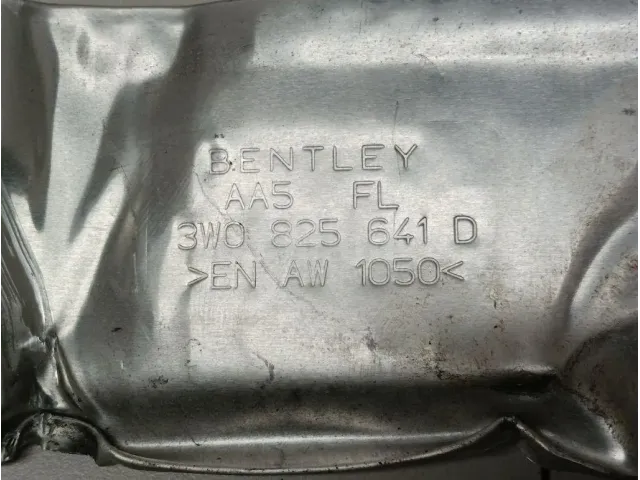 BENTLEY
AA5 FL
3W0 825 641 D
>EN AW 1050<